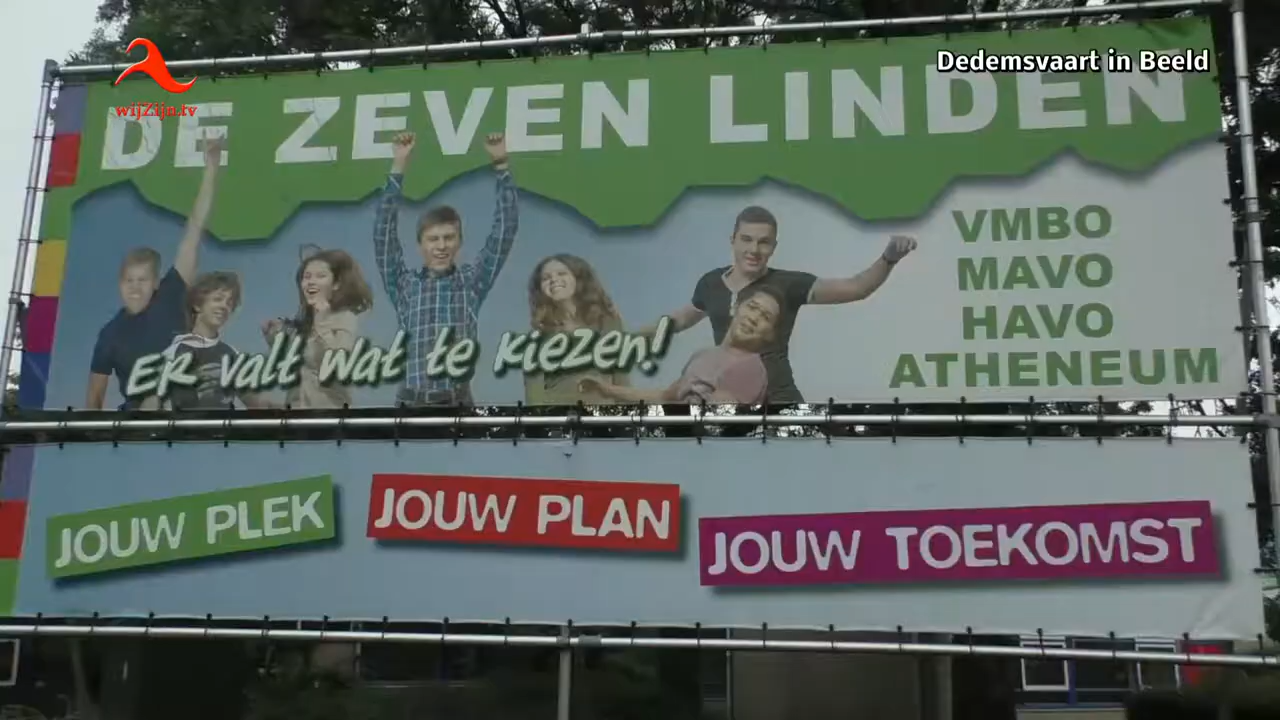 Dedemsvaart in Beeld
wijZijn.tv
DE ZEVEN LINDEN
VMBO
MAVO
HAVO
ATHENEUM
ER valt wat te kiezen!
JOUW PLEK
JOUW PLAN
JOUW TOEKOMST